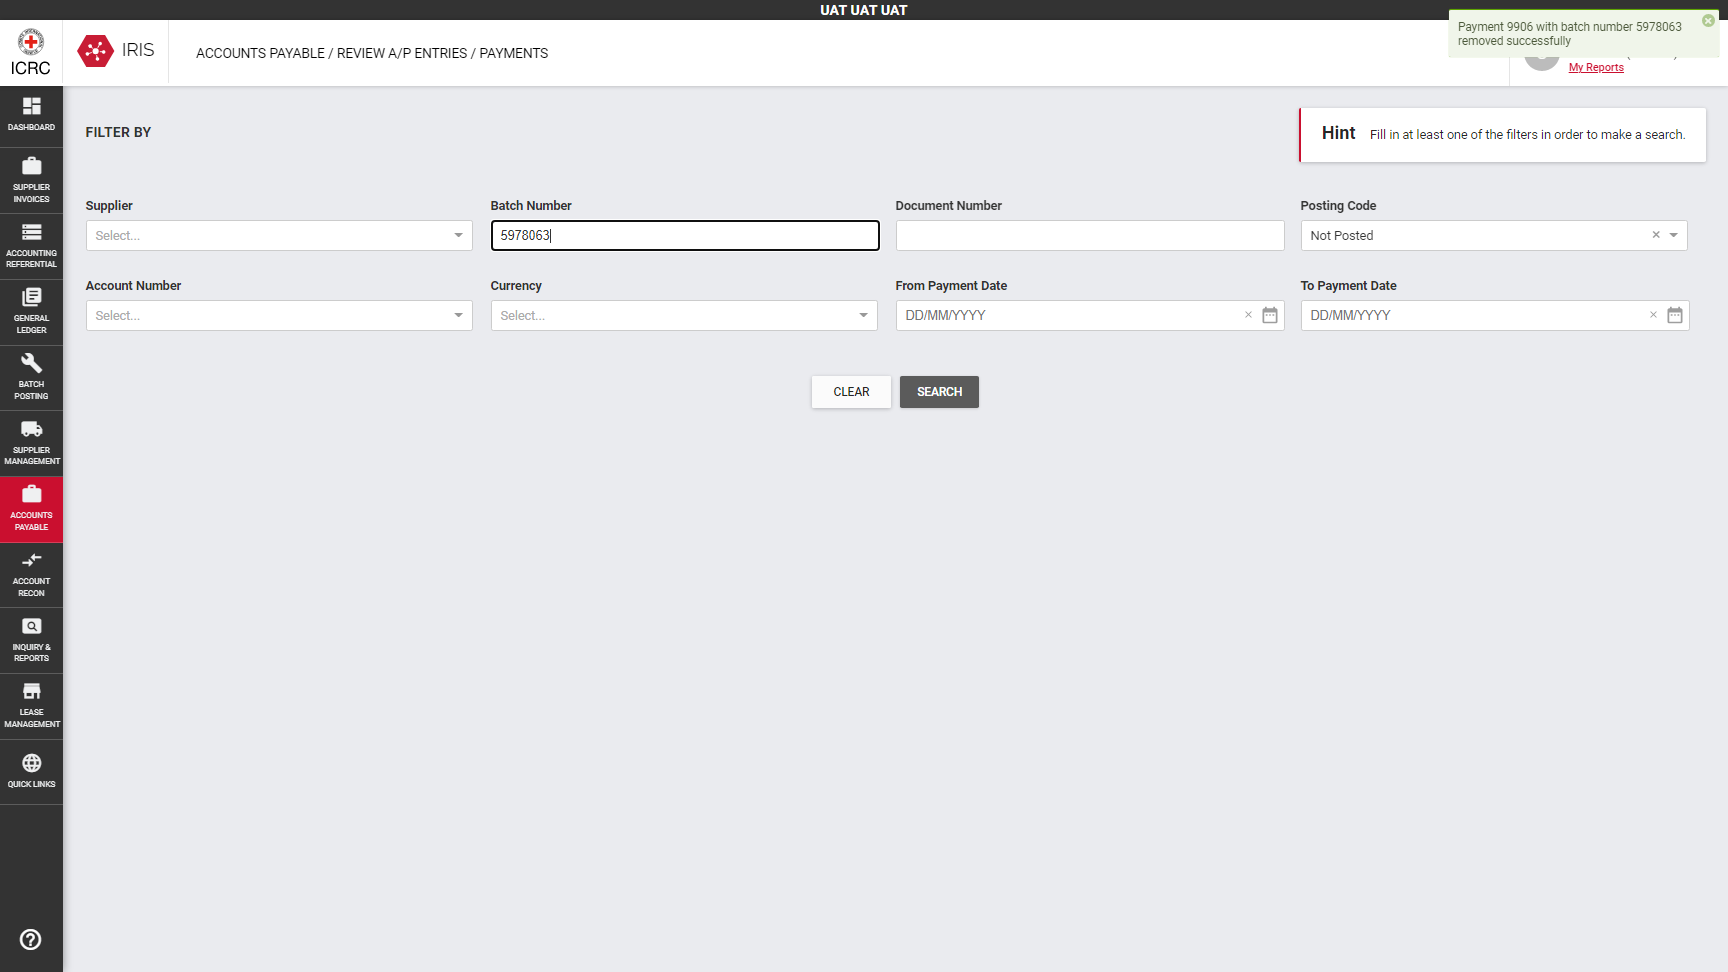 UAT UAT UAT
ICRC
IRIS
ACCOUNTS PAYABLE / REVIEW A/P ENTRIES / PAYMENTS
Payment 9906 with batch number 5978063
removed successfully
My Reports
DASHBOARD
SUPPLIER
INVOICES
ACCOUNTING
REFERENTIAL
GENERAL
LEDGER
BATCH
POSTING
SUPPLIER
MANAGEMENT
ACCOUNTS
PAYABLE
ACCOUNT
RECON
INQUIRY &
REPORTS
LEASE
MANAGEMENT
QUICK LINKS
FILTER BY
Hint Fill in at least one of the filters in order to make a search.
Supplier
Select...
Batch Number
5978063
Document Number
Posting Code
Not Posted
Account Number
Select...
Currency
Select...
From Payment Date
DD/MM/YYYY
To Payment Date
DD/MM/YYYY
CLEAR
SEARCH